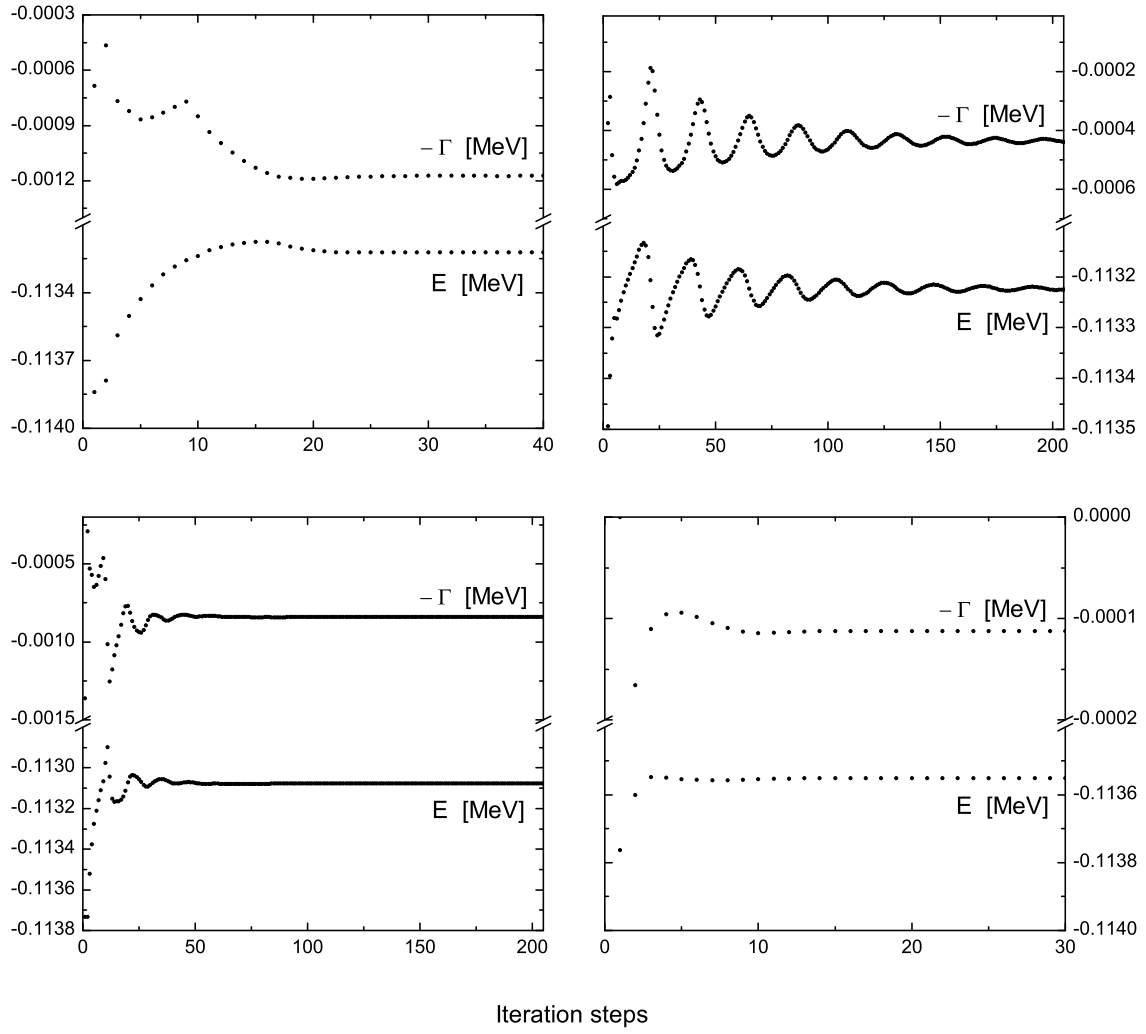 -0.0003
-0.0006
-0.0009
-0.0012
− Γ [MeV]
E [MeV]
-0.1134
-0.1137
-0.1140
0 10 20 30 40
-0.0002
-0.0004
-0.0006
− Γ [MeV]
E [MeV]
-0.1132
-0.1133
-0.1134
-0.1135
0 50 100 150 200
-0.0005
-0.0010
-0.0015
− Γ [MeV]
E [MeV]
-0.1130
-0.1132
-0.1134
-0.1136
-0.1138
0 25 50 75 100 125 150 175 200
0.0000
-0.0001
-0.0002
− Γ [MeV]
E [MeV]
-0.1136
-0.1138
-0.1140
0 10 20 30
Iteration steps